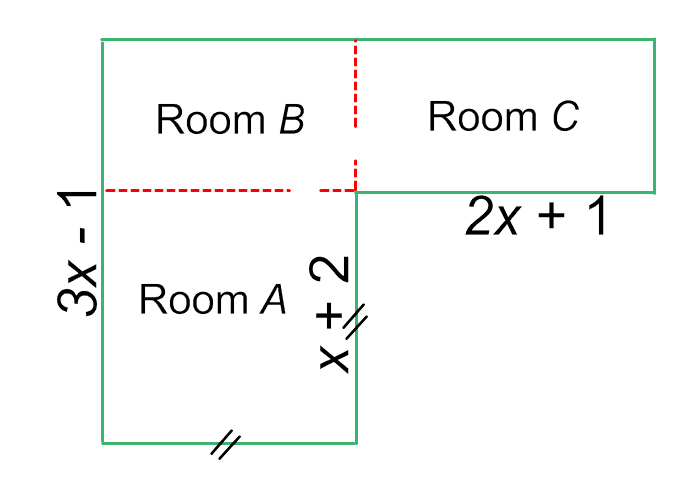 Room B
Room C
3x - 1
2x + 1
Room A
x + 2